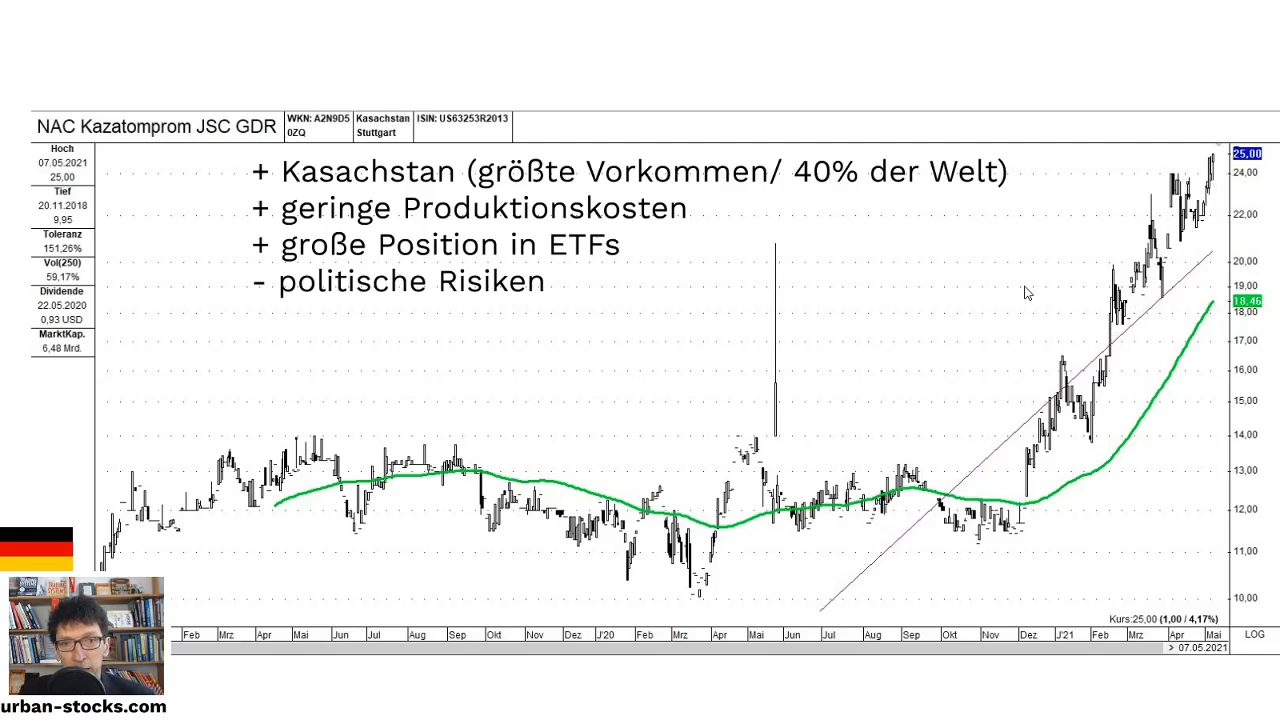 NAC Kazatomprom JSC GDR
WKN: A2N9D5
0ZQ
Kasachstan
Stuttgart
ISIN: US63253R2013
Hoch
07.05.2021
25,00
Tief
20.11.2018
9,95
Toleranz
151,26%
Vol(250)
59,17%
Dividende
22.05.2020
0,93 USD
MarktKap.
6,48 Mrd.
+ Kasachstan (größte Vorkommen/ 40% der Welt)
+ geringe Produktionskosten
+ große Position in ETFs
- politische Risiken
25,00
24,00
22,00
20,00
19,00
18,46
18,00
17,00
16,00
15,00
14,00
13,00
12,00
11,00
10,00
Kurs:25,00 (1,00 / 4,17%)
Feb Mrz Apr Mai Jun Jul Aug Sep Okt Nov Dez J'20 Feb Mrz Apr Mai Jun Jul Aug Sep Okt Nov Dez J'21 Feb Mrz Apr Mai LOG
> 07.05.2021
urban-stocks.com